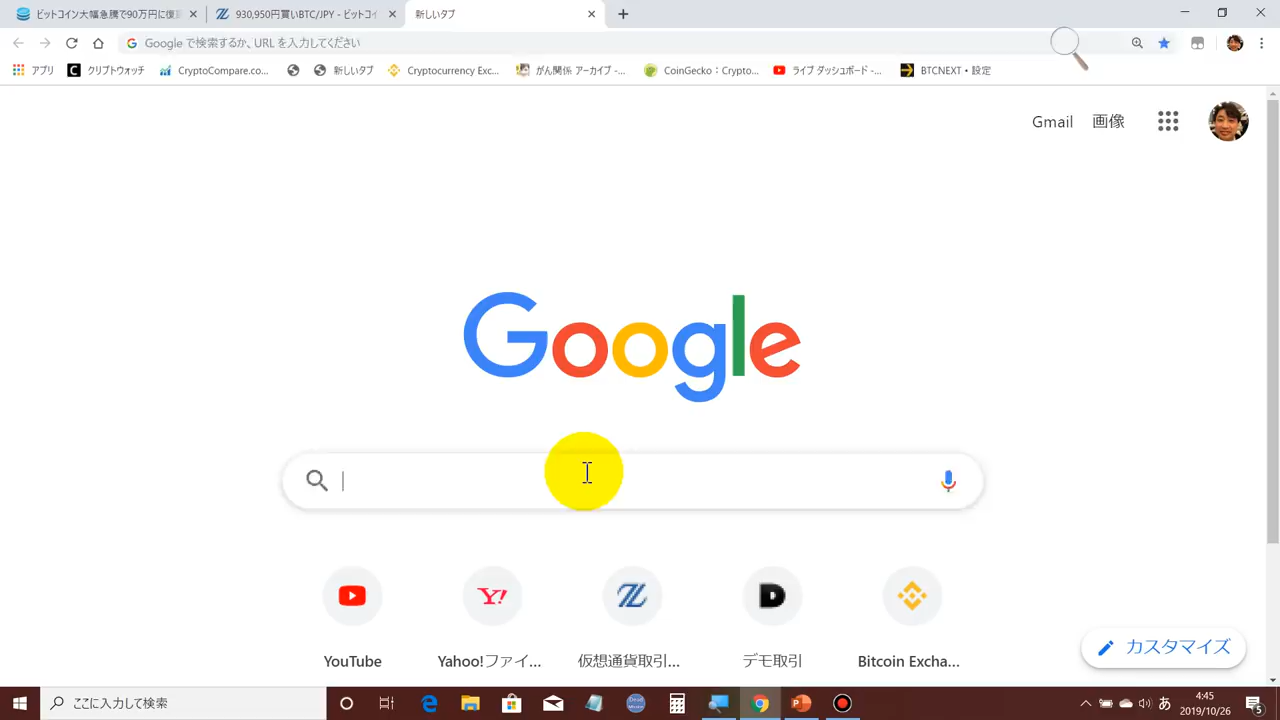 ビットコイン大幅急騰で90万円に復
930,950円買いBTC/JPY - ビットコイ
新しいタブ
Google で検索するか、URL を入力してください
アプリ
クリプトウォッチ
CryptoCompare.co...
新しいタブ
Cryptocurrency Exc...
がん関係 アーカイブ -...
CoinGecko：Crypto...
ライブ ダッシュボード -...
BTCNEXT • 設定
Gmail
画像
Google
YouTube
Yahoo!ファイ...
仮想通貨取引...
デモ取引
Bitcoin Excha...
カスタマイズ
ここに入力して検索
あ
4:45
2019/10/26
5